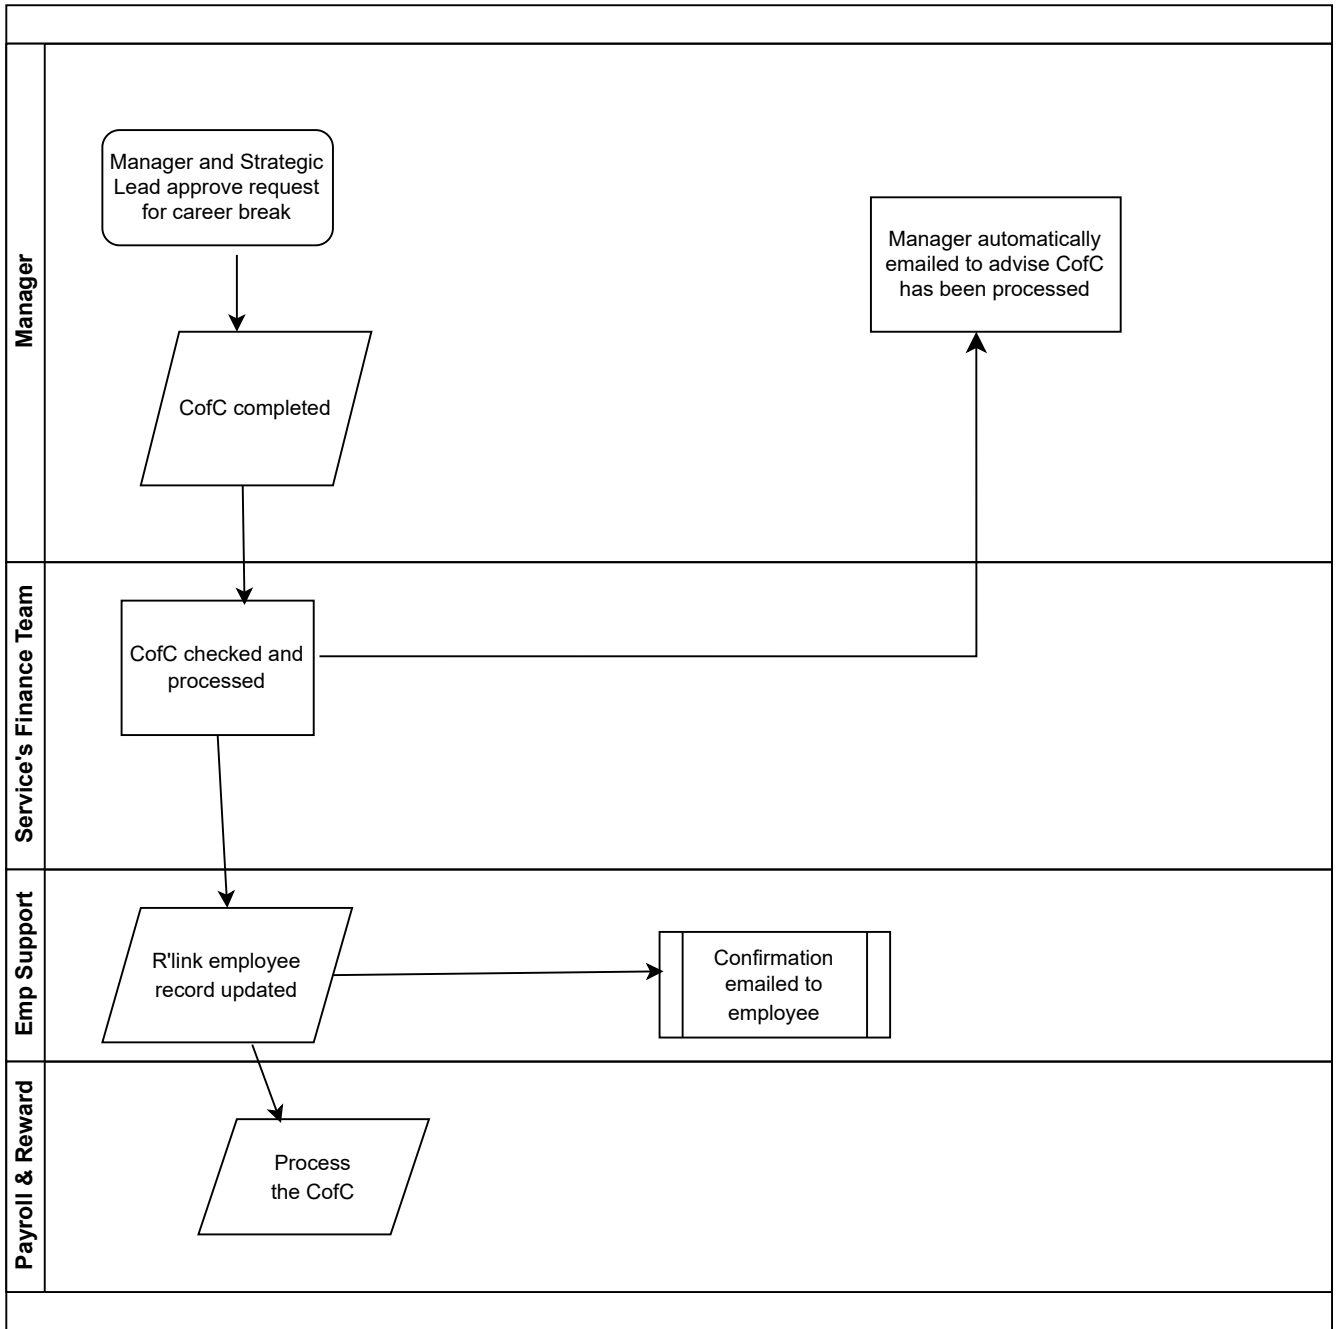 Manager
Manager and Strategic
Lead approve request
for career break
Manager automatically
emailed to advise CofC
has been processed
CofC completed
Service's Finance Team
CofC checked and
processed
Emp Support
R'link employee
record updated
Confirmation
emailed to
employee
Payroll & Reward
Process
the CofC